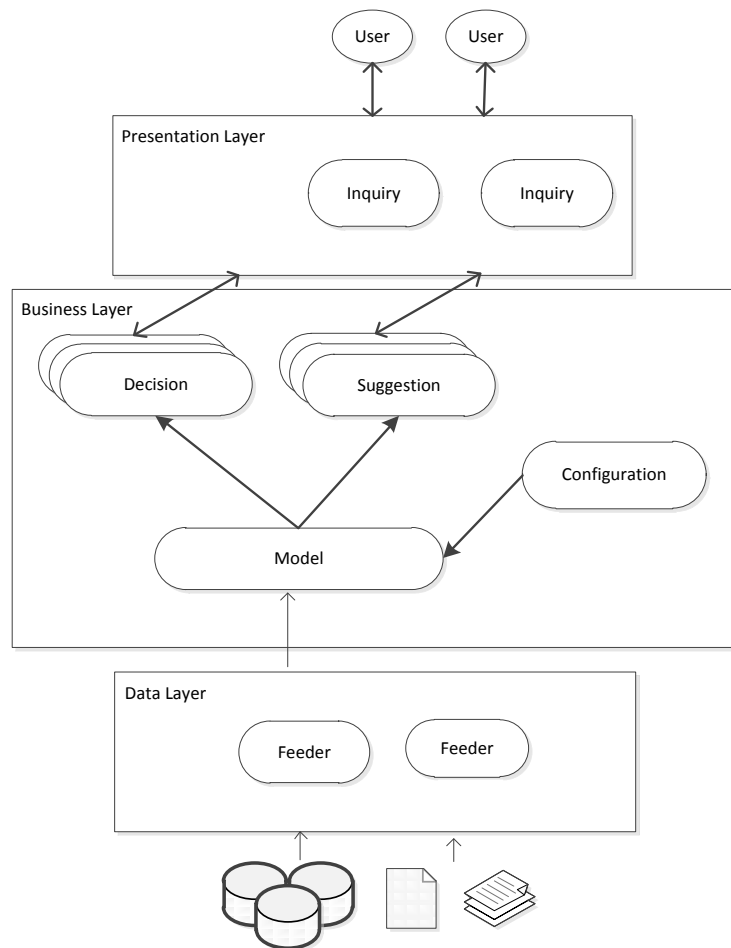 User
User
Presentation Layer
Inquiry
Inquiry
Business Layer
Decision
Suggestion
Configuration
Model
Data Layer
Feeder
Feeder